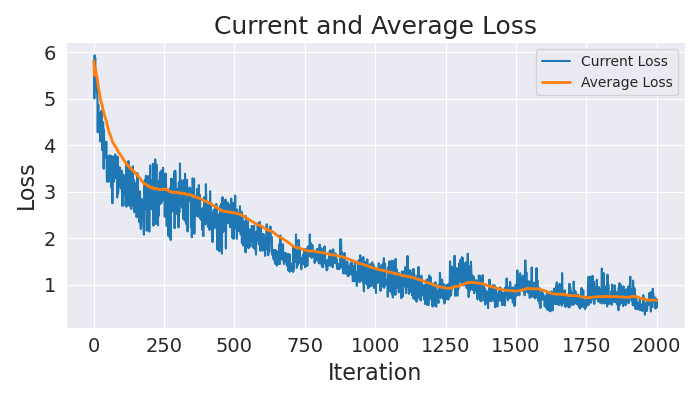 Current and Average Loss
6
5
4
3
2
1
Loss
Current Loss
Average Loss
0 250 500 750 1000 1250 1500 1750 2000
Iteration